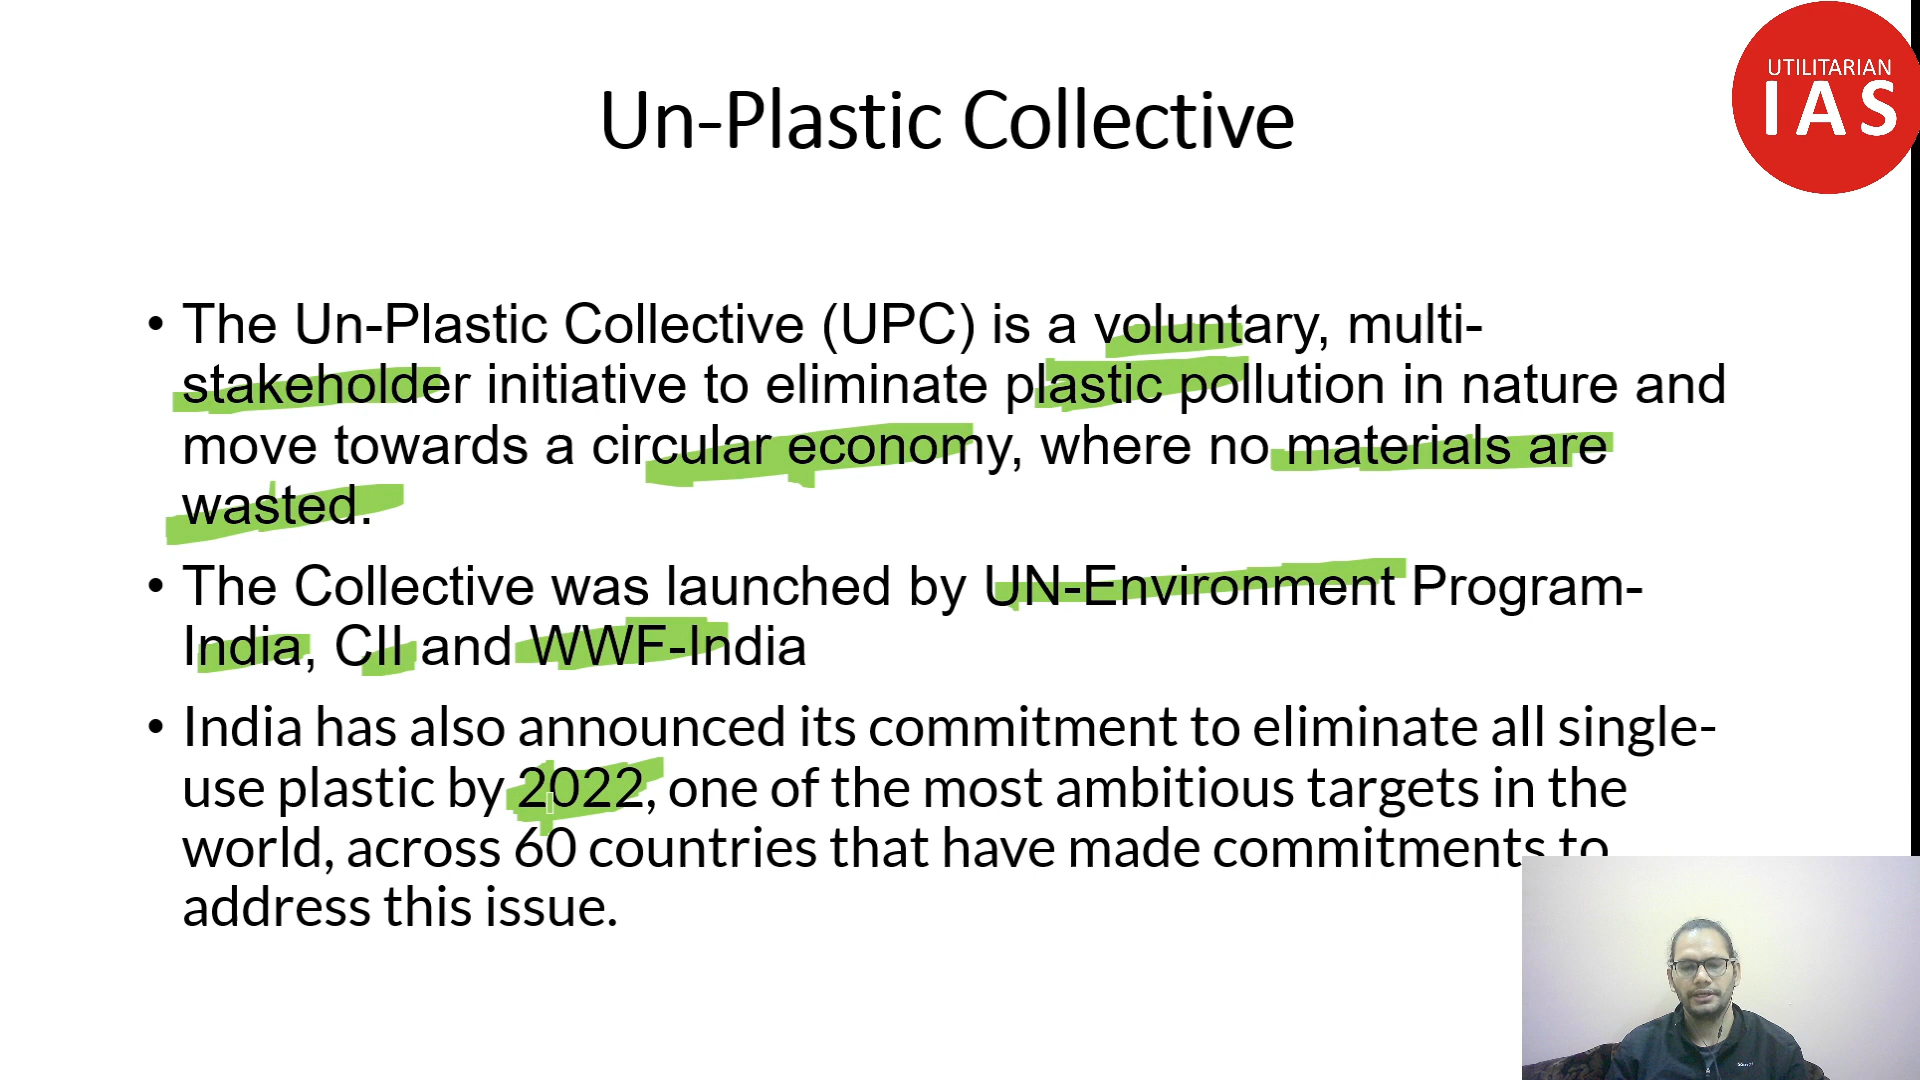 UTILITARIAN
IAS
Un-Plastic Collective
• The Un-Plastic Collective (UPC) is a voluntary, multi-
stakeholder initiative to eliminate plastic pollution in nature and
move towards a circular economy, where no materials are
wasted.
• The Collective was launched by UN-Environment Program-
India, CII and WWF-India
• India has also announced its commitment to eliminate all single-
use plastic by 2022, one of the most ambitious targets in the
world, across 60 countries that have made commitments to
address this issue.